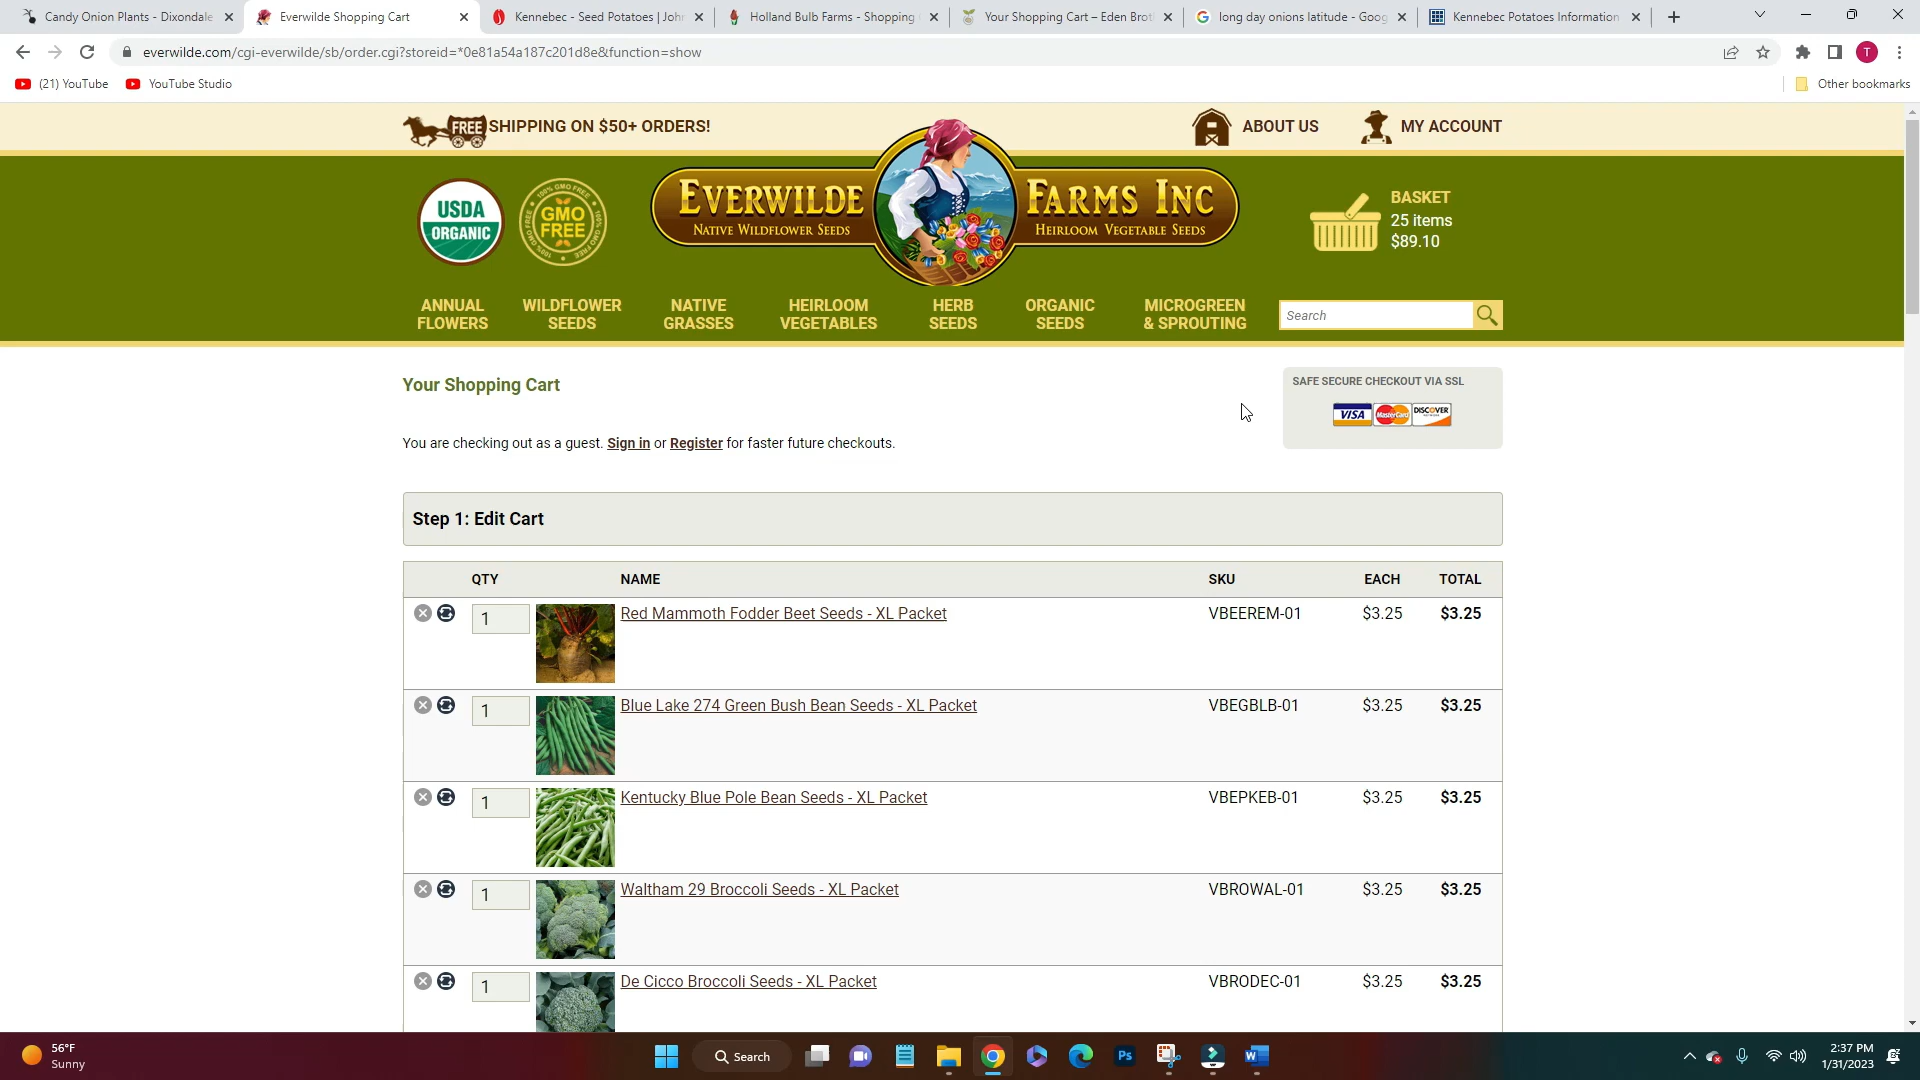 Candy Onion Plants - Dixondale
Everwilde Shopping Cart
Kennebec - Seed Potatoes | John
Holland Bulb Farms - Shopping
Your Shopping Cart – Eden Brot
long day onions latitude - Goog
Kennebec Potatoes Information
everwilde.com/cgi-everwilde/sb/order.cgi?storeid=*0e81a54a187c201d8e&function=show
T
(21) YouTube
YouTube Studio
Other bookmarks
FREE SHIPPING ON $50+ ORDERS!
ABOUT US
MY ACCOUNT
USDA
ORGANIC
100% GMO FREE
GMO
FREE
EVERWILDE FARMS INC
NATIVE WILDFLOWER SEEDS
HEIRLOOM VEGETABLE SEEDS
BASKET
25 items
$89.10
ANNUAL
FLOWERS
WILDFLOWER
SEEDS
NATIVE
GRASSES
HEIRLOOM
VEGETABLES
HERB
SEEDS
ORGANIC
SEEDS
MICROGREEN
& SPROUTING
Search
Your Shopping Cart
SAFE SECURE CHECKOUT VIA SSL
VISA MasterCard DISCOVER
You are checking out as a guest. Sign in or Register for faster future checkouts.
Step 1: Edit Cart
QTY NAME SKU EACH TOTAL
1 Red Mammoth Fodder Beet Seeds - XL Packet VBEEREM-01 $3.25 $3.25
1 Blue Lake 274 Green Bush Bean Seeds - XL Packet VBEGBLB-01 $3.25 $3.25
1 Kentucky Blue Pole Bean Seeds - XL Packet VBEPKEB-01 $3.25 $3.25
1 Waltham 29 Broccoli Seeds - XL Packet VBROWAL-01 $3.25 $3.25
1 De Cicco Broccoli Seeds - XL Packet VBRODEC-01 $3.25 $3.25
56°F
Sunny
Search
Ps
W
2:37 PM
1/31/2023